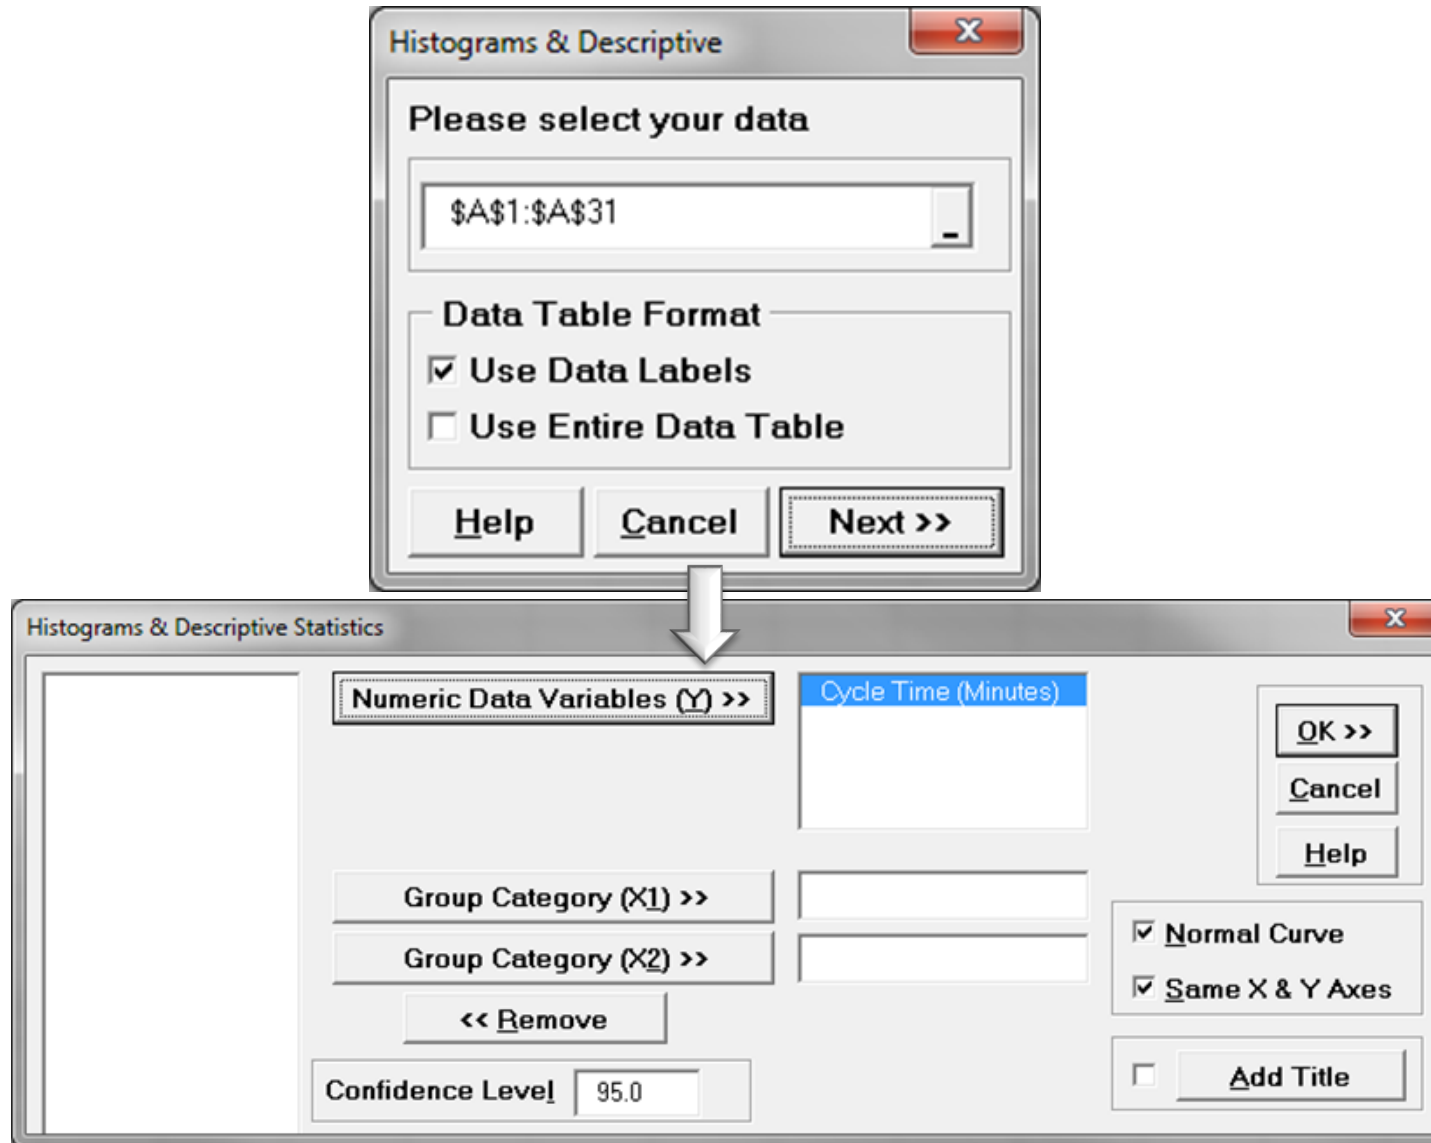 Histograms & Descriptive
Please select your data
$A$1:$A$31
Data Table Format
Use Data Labels
Use Entire Data Table
Help
Cancel
Next >>
Histograms & Descriptive Statistics
Numeric Data Variables (Y) >>
Cycle Time (Minutes)
OK >>
Cancel
Help
Group Category (X1) >>
Group Category (X2) >>
<< Remove
Normal Curve
Same X & Y Axes
Confidence Level
95.0
Add Title